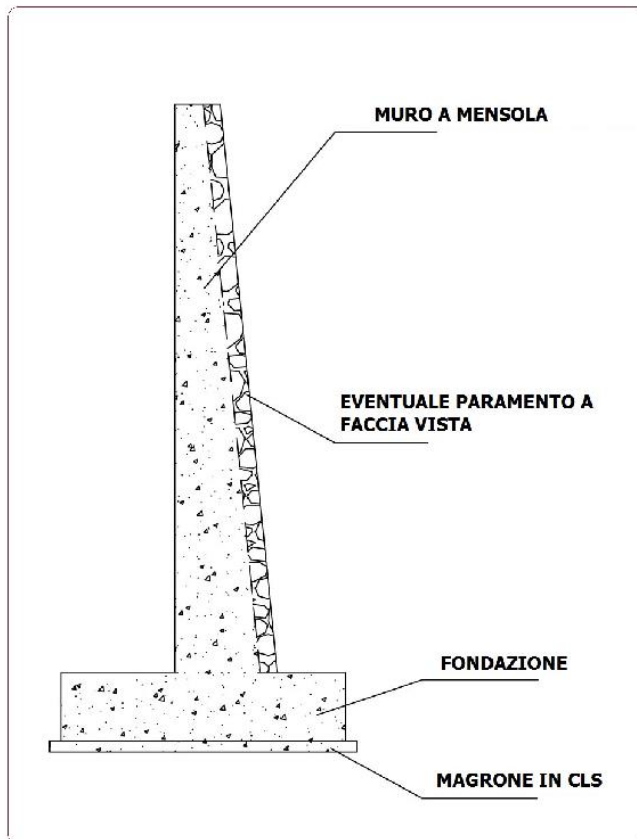 MURO A MENSOLA
EVENTUALE PARAMENTO A
FACCIA VISTA
FONDAZIONE
MAGRONE IN CLS